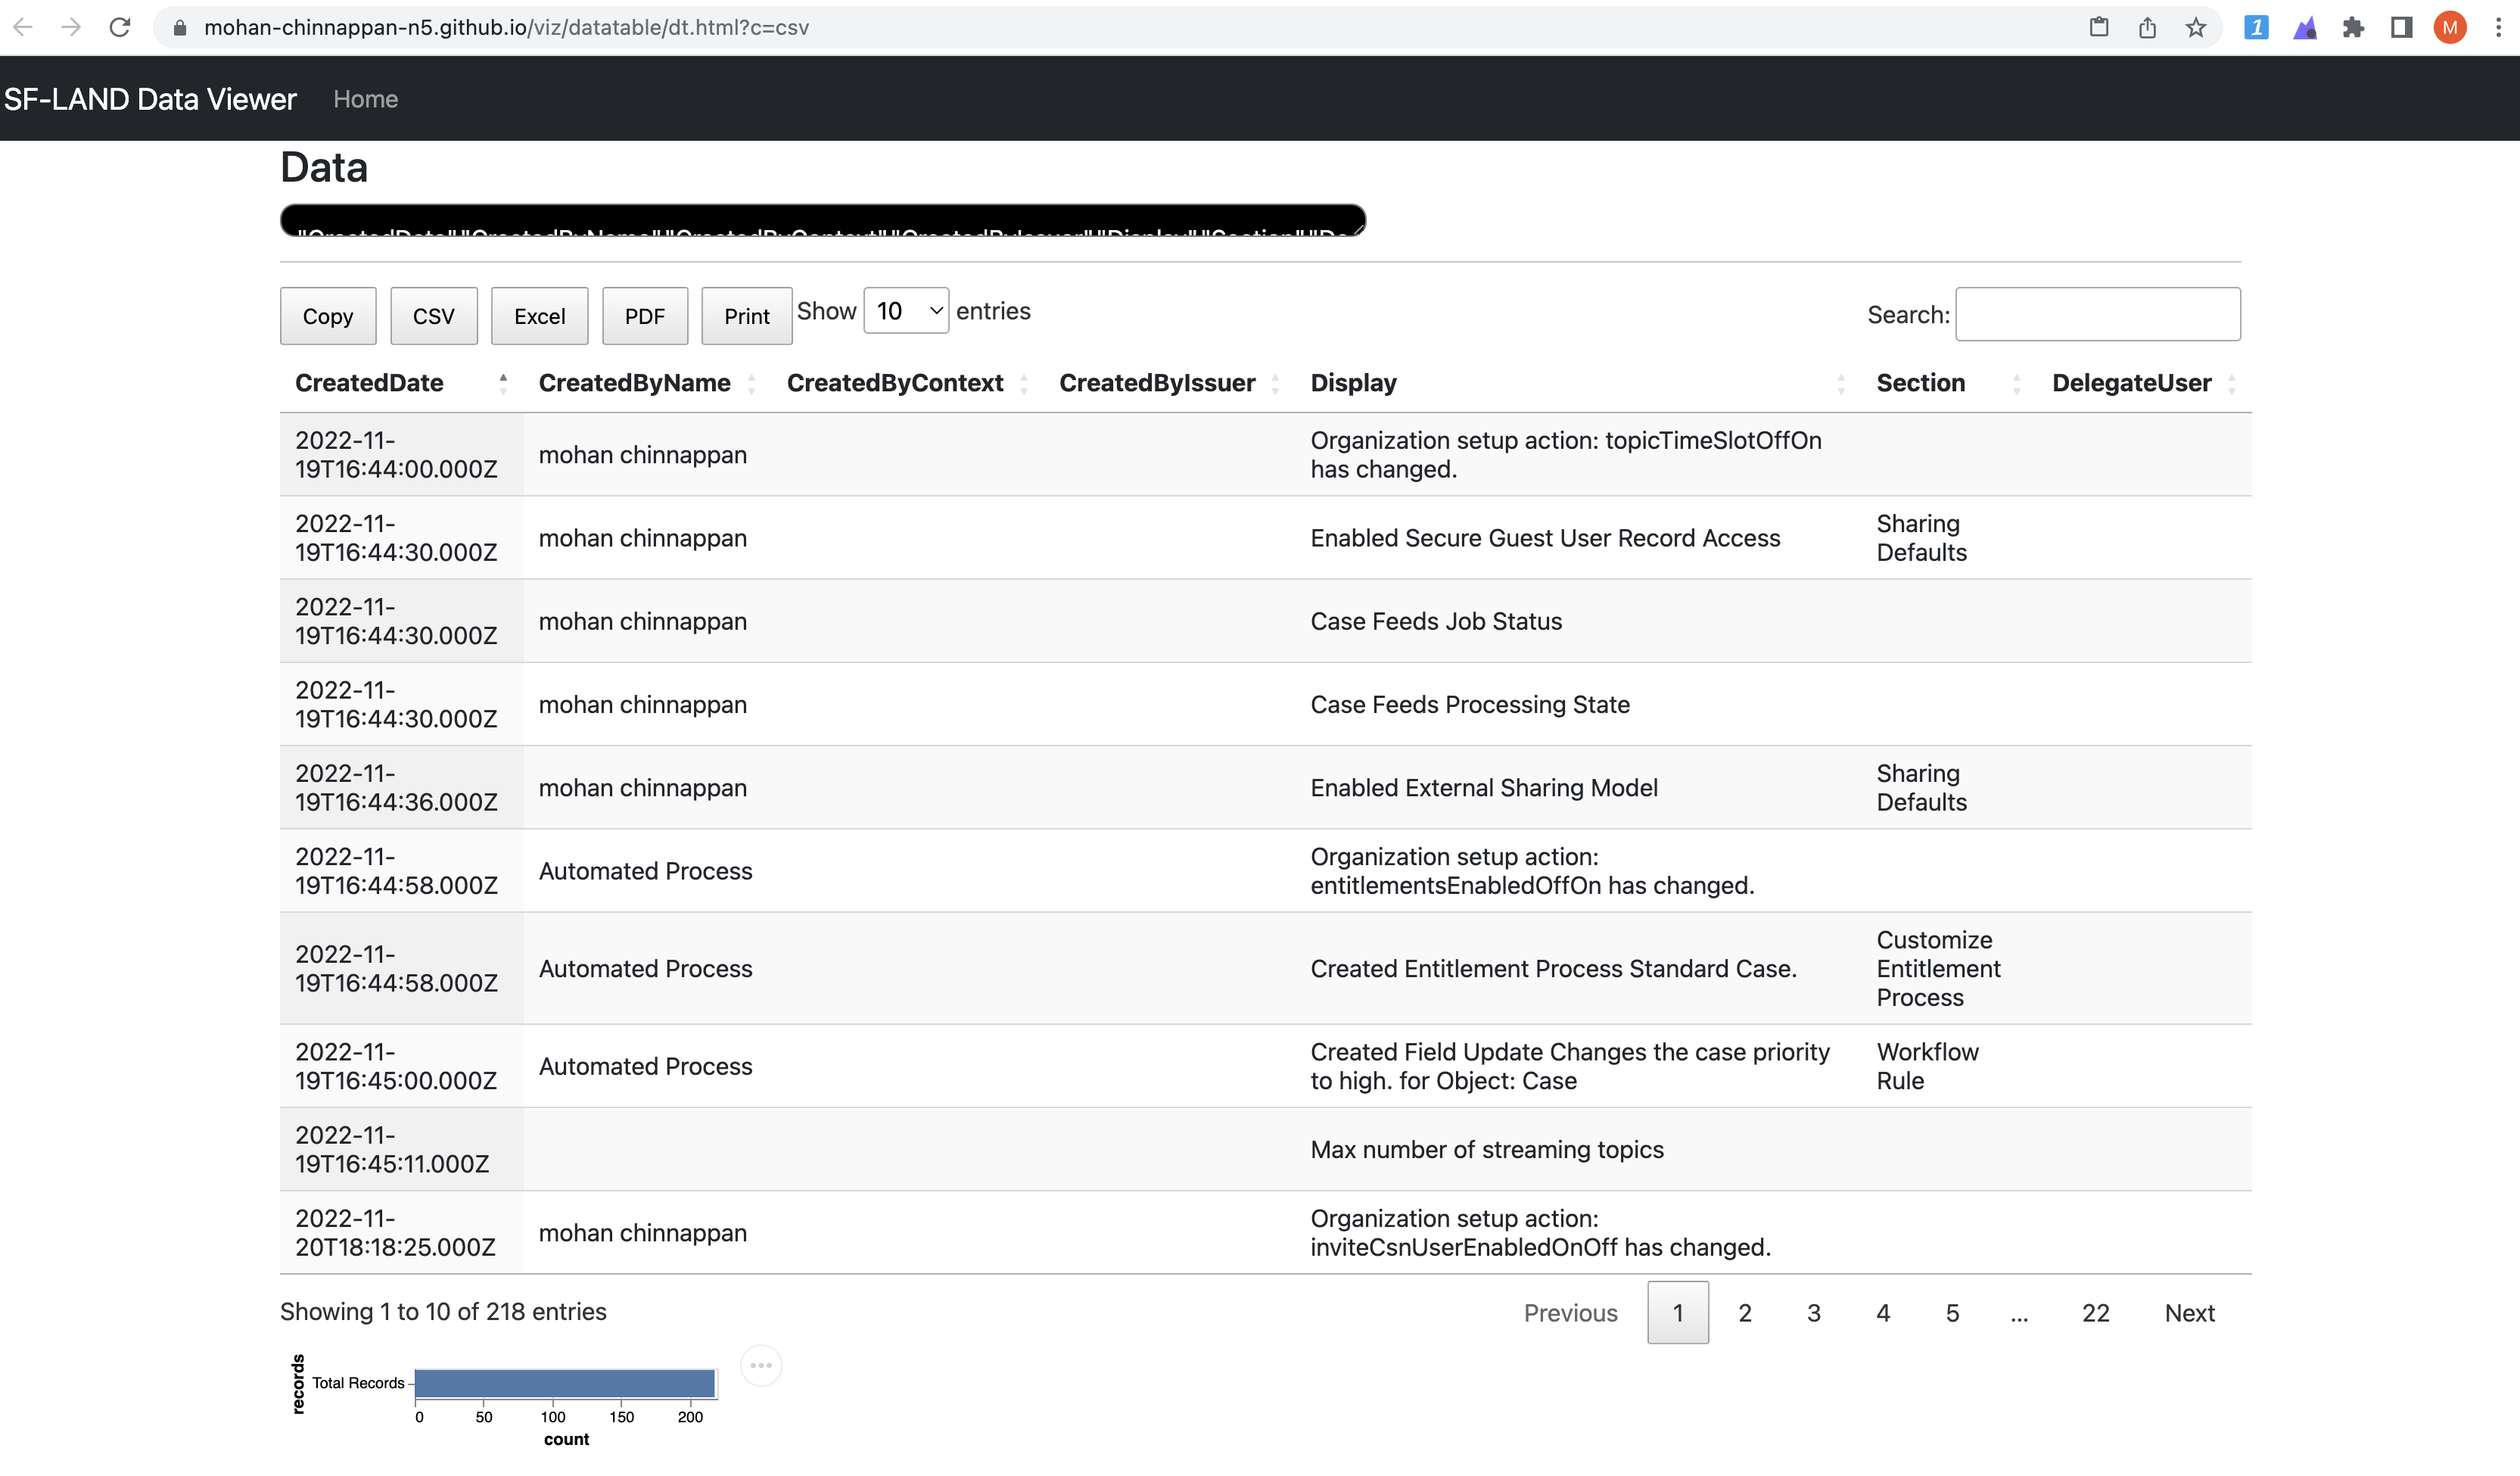 mohan-chinnappan-n5.github.io/viz/datatable/dt.html?c=csv
1
M
SF-LAND Data Viewer Home
Data
"CreatedDate","CreatedByName","CreatedByContext","CreatedByIssuer","Display","Section","De
Copy CSV Excel PDF Print Show 10 entries Search:
CreatedDate CreatedByName CreatedByContext CreatedByIssuer Display Section DelegateUser
2022-11-
19T16:44:00.000Z
mohan chinnappan
Organization setup action: topicTimeSlotOffOn
has changed.
2022-11-
19T16:44:30.000Z
mohan chinnappan
Enabled Secure Guest User Record Access
Sharing
Defaults
2022-11-
19T16:44:30.000Z
mohan chinnappan
Case Feeds Job Status
2022-11-
19T16:44:30.000Z
mohan chinnappan
Case Feeds Processing State
2022-11-
19T16:44:36.000Z
mohan chinnappan
Enabled External Sharing Model
Sharing
Defaults
2022-11-
19T16:44:58.000Z
Automated Process
Organization setup action:
entitlementsEnabledOffOn has changed.
2022-11-
19T16:44:58.000Z
Automated Process
Created Entitlement Process Standard Case.
Customize
Entitlement
Process
2022-11-
19T16:45:00.000Z
Automated Process
Created Field Update Changes the case priority
to high. for Object: Case
Workflow
Rule
2022-11-
19T16:45:11.000Z
Max number of streaming topics
2022-11-
20T18:18:25.000Z
mohan chinnappan
Organization setup action:
inviteCsnUserEnabledOnOff has changed.
Showing 1 to 10 of 218 entries
Previous 1 2 3 4 5 ... 22 Next
records
Total Records
0 50 100 150 200
count